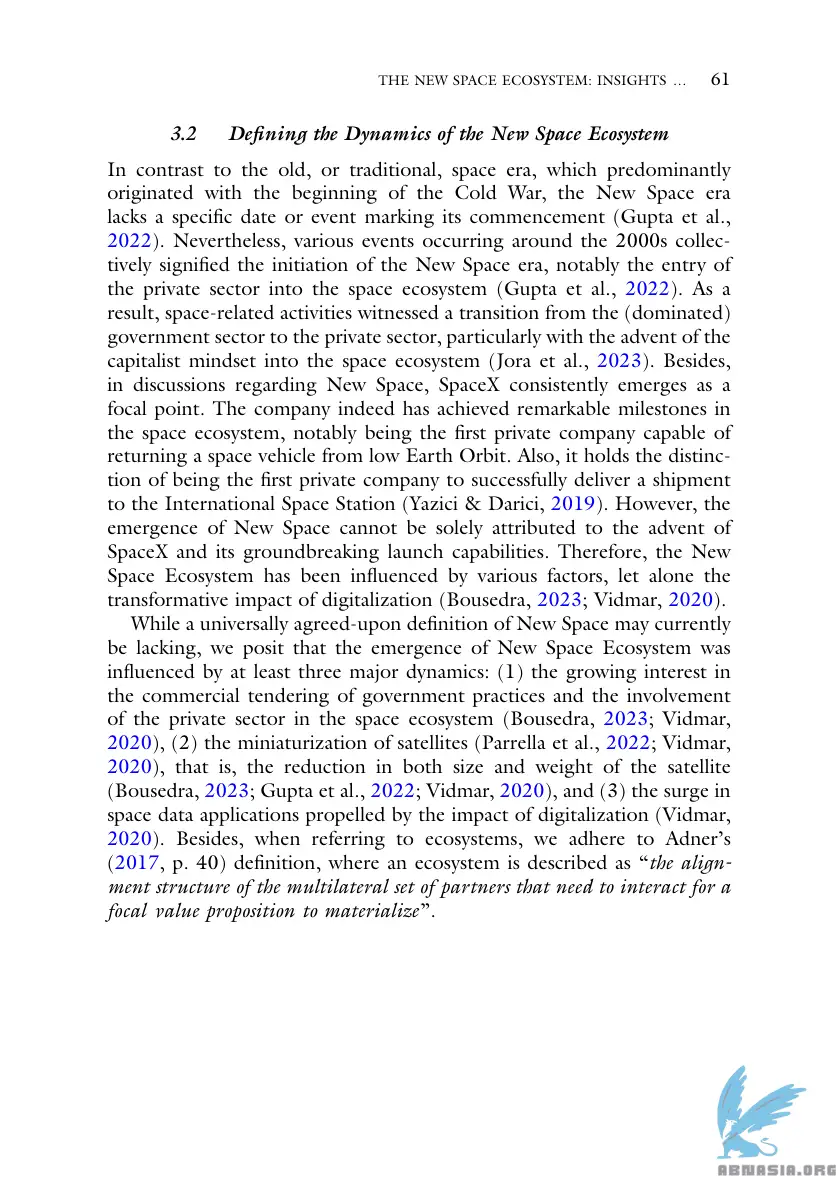 THE NEW SPACE ECOSYSTEM: INSIGHTS … 61
3.2 Defining the Dynamics of the New Space Ecosystem
In contrast to the old, or traditional, space era, which predominantly
originated with the beginning of the Cold War, the New Space era
lacks a specific date or event marking its commencement (Gupta et al.,
2022). Nevertheless, various events occurring around the 2000s collec-
tively signified the initiation of the New Space era, notably the entry of
the private sector into the space ecosystem (Gupta et al., 2022). As a
result, space-related activities witnessed a transition from the (dominated)
government sector to the private sector, particularly with the advent of the
capitalist mindset into the space ecosystem (Jora et al., 2023). Besides,
in discussions regarding New Space, SpaceX consistently emerges as a
focal point. The company indeed has achieved remarkable milestones in
the space ecosystem, notably being the first private company capable of
returning a space vehicle from low Earth Orbit. Also, it holds the distinc-
tion of being the first private company to successfully deliver a shipment
to the International Space Station (Yazici & Darici, 2019). However, the
emergence of New Space cannot be solely attributed to the advent of
SpaceX and its groundbreaking launch capabilities. Therefore, the New
Space Ecosystem has been influenced by various factors, let alone the
transformative impact of digitalization (Bousedra, 2023; Vidmar, 2020).
While a universally agreed-upon definition of New Space may currently
be lacking, we posit that the emergence of New Space Ecosystem was
influenced by at least three major dynamics: (1) the growing interest in
the commercial tendering of government practices and the involvement
of the private sector in the space ecosystem (Bousedra, 2023; Vidmar,
2020), (2) the miniaturization of satellites (Parrella et al., 2022; Vidmar,
2020), that is, the reduction in both size and weight of the satellite
(Bousedra, 2023; Gupta et al., 2022; Vidmar, 2020), and (3) the surge in
space data applications propelled by the impact of digitalization (Vidmar,
2020). Besides, when referring to ecosystems, we adhere to Adner's
(2017, p. 40) definition, where an ecosystem is described as “the align-
ment structure of the multilateral set of partners that need to interact for a
focal value proposition to materialize”.
ABNASIA.ORG